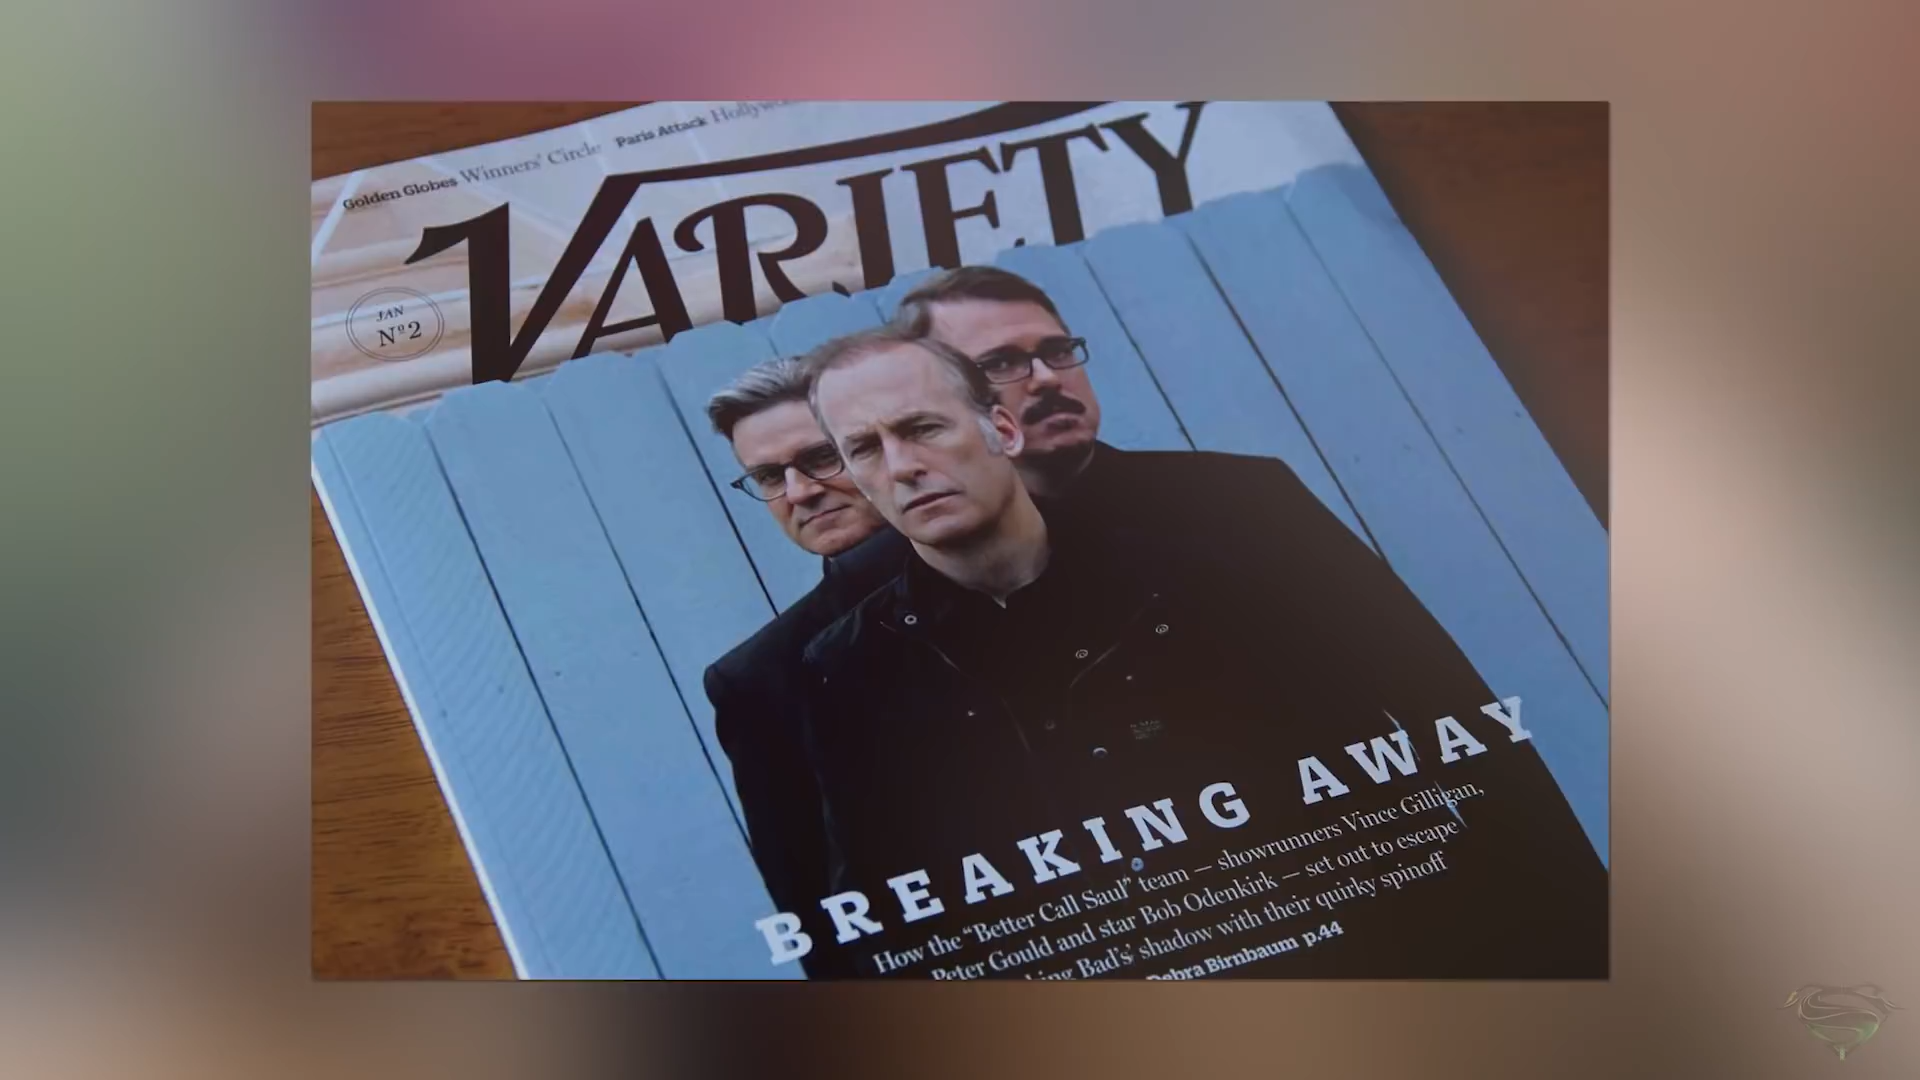 Golden Globes Winners' Circle Paris Attack
VARIETY
JAN
Nº2
BREAKING AWAY
How the “Better Call Saul” team — showrunners Vince Gilligan,
Peter Gould and star Bob Odenkirk — set out to escape
Bad's’ shadow with their quirky spinoff
Debra Birnbaum p.44